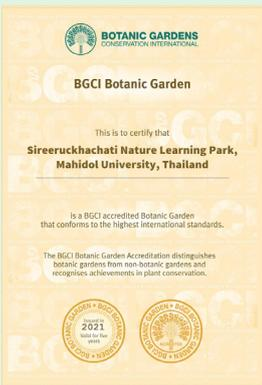 BOTANIC GARDENS
CONSERVATION INTERNATIONAL
BGCI Botanic Garden
This is to certify that
Sireeruckhachati Nature Learning Park,
Mahidol University, Thailand
is a BGCI accredited Botanic Garden
that conforms to the highest international standards.
The BGCI Botanic Garden Accreditation distinguishes
botanic gardens from non-botanic gardens and
recognises achievements in plant conservation.
BGCI BOTANIC GARDEN
Issued in
2021
Valid for five
years
BGCI BOTANIC GARDEN